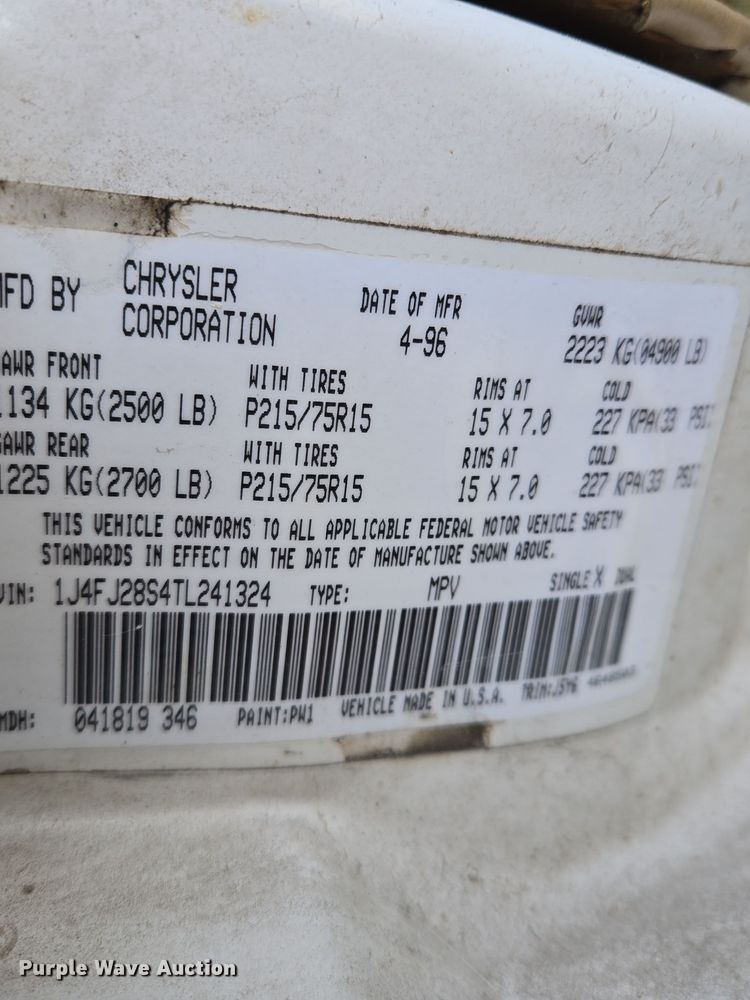 MFD BY CHRYSLER CORPORATION DATE OF MFR 4-96 GVWR 2223 KG(04900 LB)
GAWR FRONT WITH TIRES RIMS AT COLD
1134 KG(2500 LB) P215/75R15 15 X 7.0 227 KPA(33 PSI)
GAWR REAR WITH TIRES RIMS AT COLD
1225 KG(2700 LB) P215/75R15 15 X 7.0 227 KPA(33 PSI)
THIS VEHICLE CONFORMS TO ALL APPLICABLE FEDERAL MOTOR VEHICLE SAFETY
STANDARDS IN EFFECT ON THE DATE OF MANUFACTURE SHOWN ABOVE.
VIN: 1J4FJ28S4TL241324 TYPE: MPV SINGLE X DUAL
MDH: 041819 346 PAINT:PW1 VEHICLE MADE IN U.S.A. TRIM:J5Y6
Purple Wave Auction